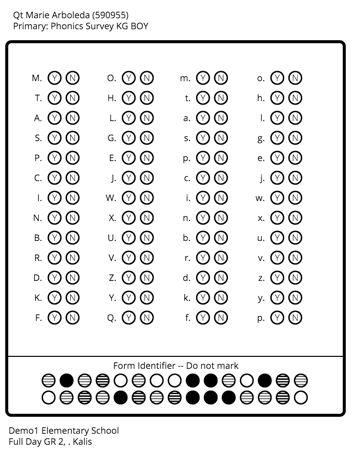 Qt Marie Arboleda (590955)
Primary: Phonics Survey KG BOY
M. Y N O. Y N m. Y N o. Y N
T. Y N H. Y N t. Y N h. Y N
A. Y N L. Y N a. Y N l. Y N
S. Y N G. Y N s. Y N g. Y N
P. Y N E. Y N p. Y N e. Y N
C. Y N J. Y N c. Y N j. Y N
I. Y N W. Y N i. Y N w. Y N
N. Y N X. Y N n. Y N x. Y N
B. Y N U. Y N b. Y N u. Y N
R. Y N V. Y N r. Y N v. Y N
D. Y N Z. Y N d. Y N z. Y N
K. Y N Y. Y N k. Y N y. Y N
F. Y N Q. Y N f. Y N p. Y N
Form Identifier -- Do not mark
Demo1 Elementary School
Full Day GR 2, . Kalis